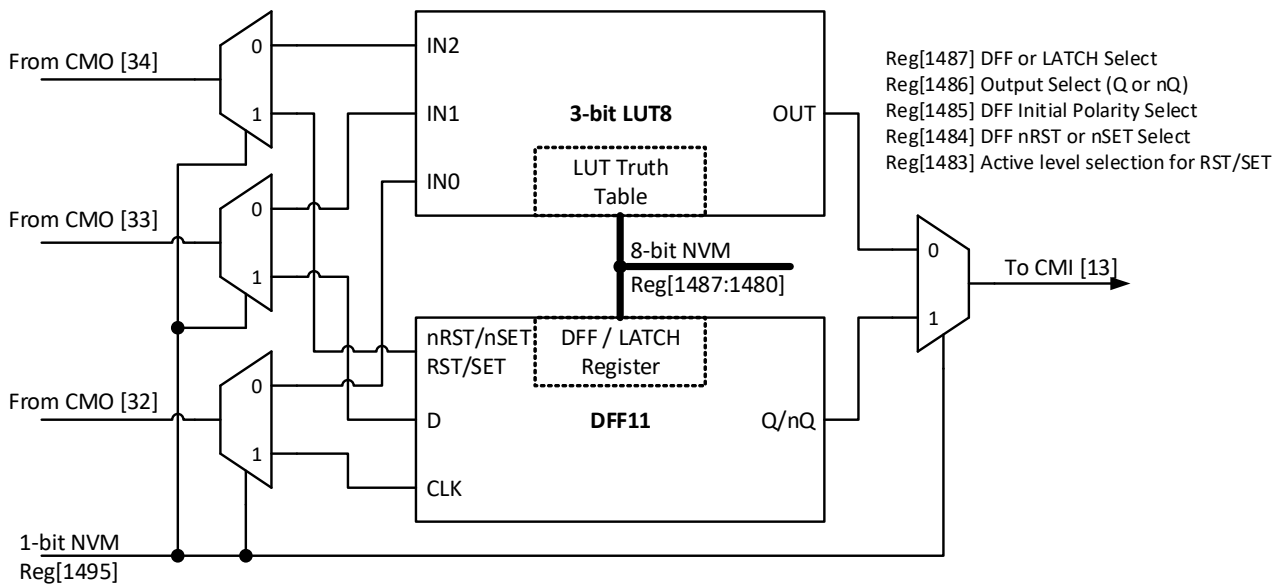 From CMO [34]
0
1
IN2
IN1
IN0
3-bit LUT8
OUT
LUT Truth
Table
Reg[1487] DFF or LATCH Select
Reg[1486] Output Select (Q or nQ)
Reg[1485] DFF Initial Polarity Select
Reg[1484] DFF nRST or nSET Select
Reg[1483] Active level selection for RST/SET
From CMO [33]
0
1
8-bit NVM
Reg[1487:1480]
0
1
To CMI [13]
From CMO [32]
0
1
nRST/nSET
RST/SET
D
CLK
DFF / LATCH
Register
DFF11
Q/nQ
1-bit NVM
Reg[1495]